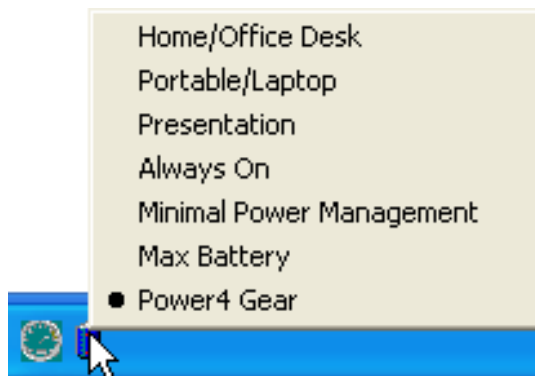 Home/Office Desk
Portable/Laptop
Presentation
Always On
Minimal Power Management
Max Battery
Power4 Gear